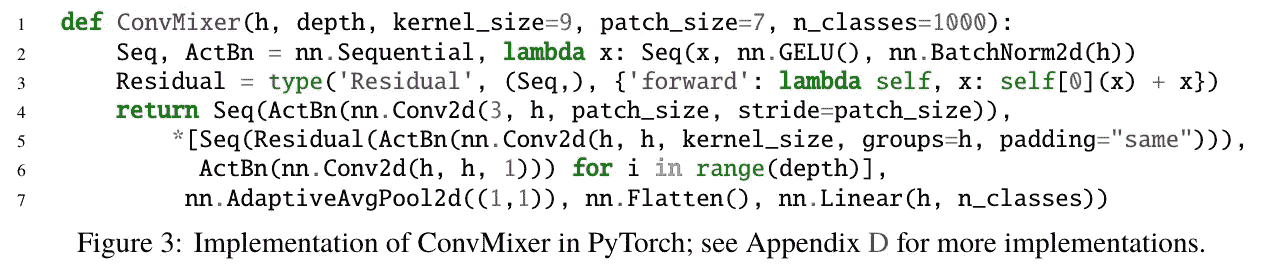 1 def ConvMixer(h, depth, kernel_size=9, patch_size=7, n_classes=1000):
2 Seq, ActBn = nn.Sequential, lambda x: Seq(x, nn.GELU(), nn.BatchNorm2d(h))
3 Residual = type('Residual', (Seq,), {'forward': lambda self, x: self[0](x) + x})
4 return Seq(ActBn(nn.Conv2d(3, h, patch_size, stride=patch_size)),
5 *[Seq(Residual(ActBn(nn.Conv2d(h, h, kernel_size, groups=h, padding="same"))),
6 ActBn(nn.Conv2d(h, h, 1))) for i in range(depth)],
7 nn.AdaptiveAvgPool2d((1,1)), nn.Flatten(), nn.Linear(h, n_classes))
Figure 3: Implementation of ConvMixer in PyTorch; see Appendix D for more implementations.